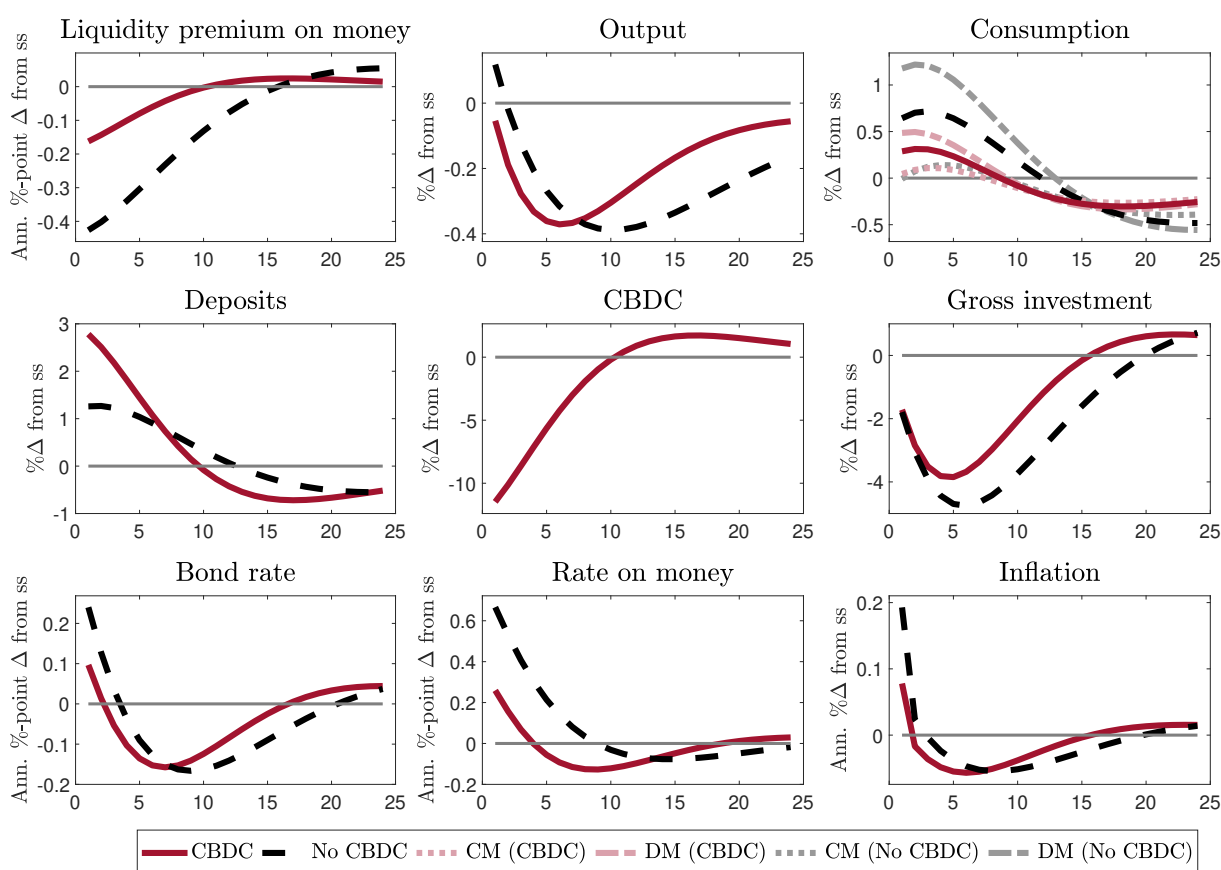 Liquidity premium on money
Output
Consumption
Ann. %-point Δ from ss
0
-0.1
-0.2
-0.3
-0.4
0 5 10 15 20 25
%Δ from ss
0
-0.2
-0.4
0 5 10 15 20 25
%Δ from ss
1
0.5
0
-0.5
0 5 10 15 20 25
Deposits
CBDC
Gross investment
%Δ from ss
3
2
1
0
-1
0 5 10 15 20 25
%Δ from ss
0
-5
-10
0 5 10 15 20 25
%Δ from ss
0
-2
-4
0 5 10 15 20 25
Bond rate
Rate on money
Inflation
Ann. %-point Δ from ss
0.2
0.1
0
-0.1
-0.2
0 5 10 15 20 25
Ann. %-point Δ from ss
0.6
0.4
0.2
0
-0.2
0 5 10 15 20 25
Ann. %Δ from ss
0.2
0.1
0
0 5 10 15 20 25
CBDC No CBDC CM (CBDC) DM (CBDC) CM (No CBDC) DM (No CBDC)